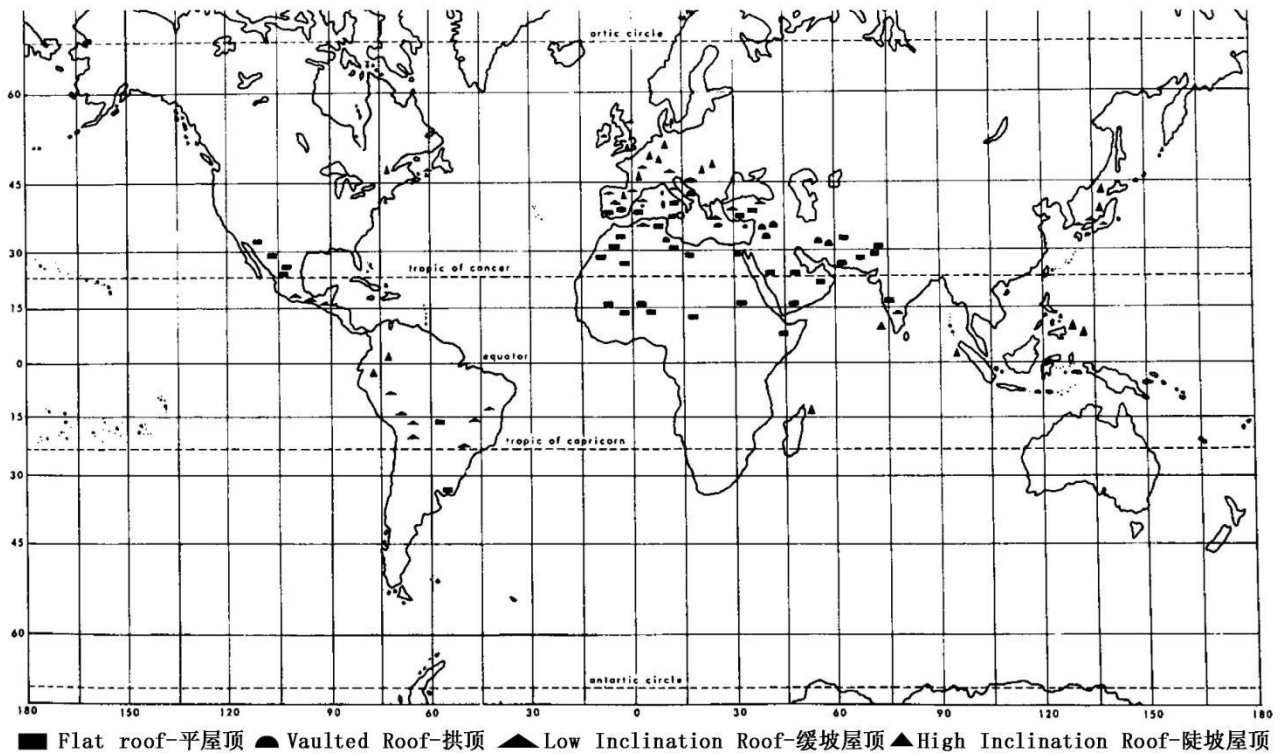 artic circle
60
45
30
tropic of cancer
15
equator
0
15
tropic of capricorn
30
45
60
antartic circle
180 150 120 90 60 30 0 15 30 45 60 90 120 150 180
Flat roof-平屋顶 Vaulted Roof-拱顶 Low Inclination Roof-缓坡屋顶 High Inclination Roof-陡坡屋顶